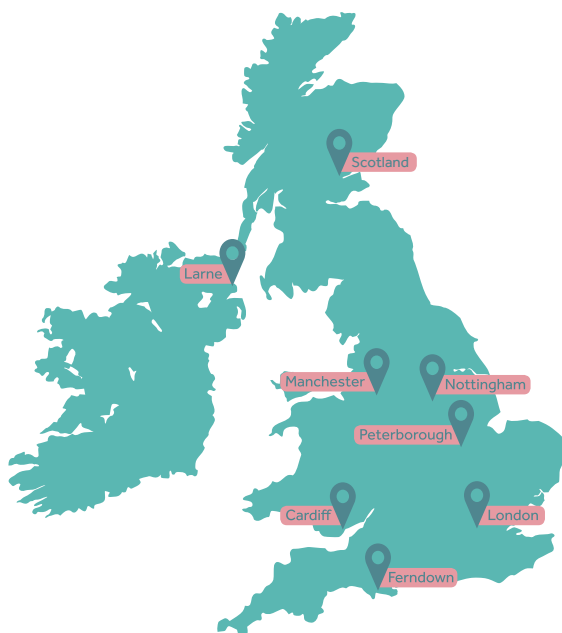 Scotland
Larne
Manchester
Nottingham
Peterborough
Cardiff
London
Ferndown